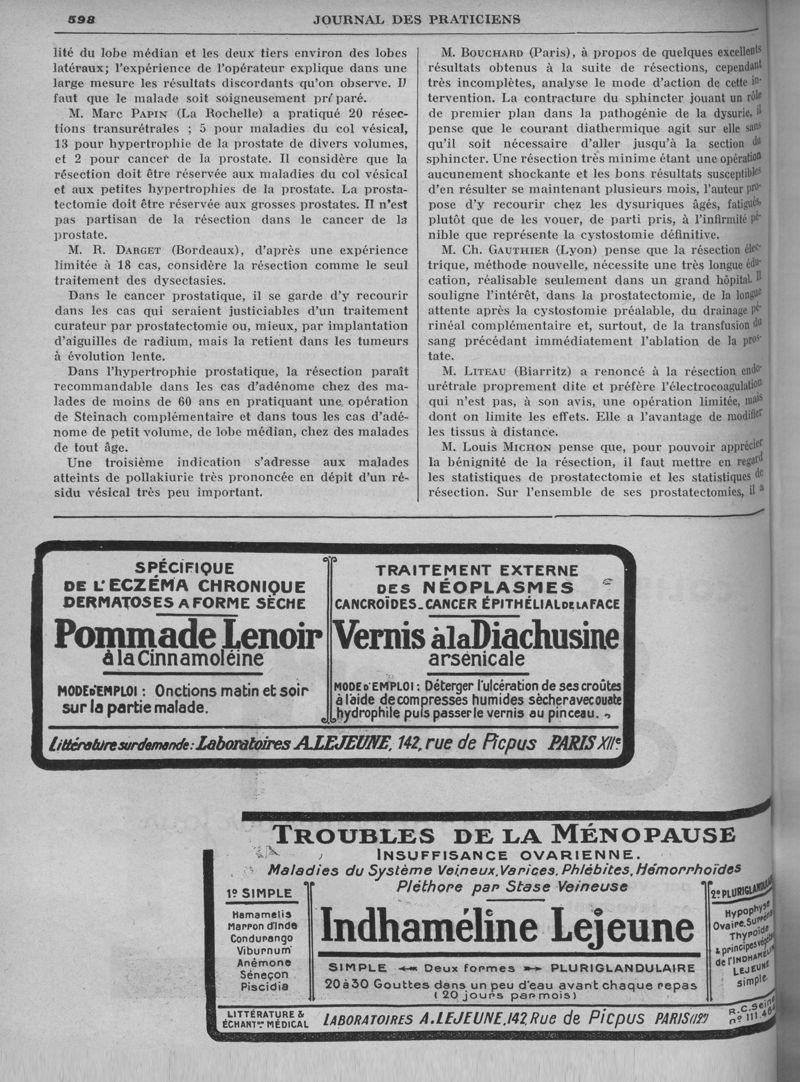 598
JOURNAL DES PRATICIENS
lité du lobe médian et les deux tiers environ des lobes
latéraux; l'expérience de l'opérateur explique dans une
large mesure les résultats discordants qu'on observe. Il
faut que le malade soit soigneusement préparé.
M. Marc PAPIN (La Rochelle) a pratiqué 20 résec-
tions transurétrales ; 5 pour maladies du col vésical,
13 pour hypertrophie de la prostate de divers volumes,
et 2 pour cancer de la prostate. Il considère que la
résection doit être réservée aux maladies du col vésical
et aux petites hypertrophies de la prostate. La prosta-
tectomie doit être réservée aux grosses prostates. Il n'est
pas partisan de la résection dans le cancer de la
prostate.
M. R. DARGET (Bordeaux), d'après une expérience
limitée à 18 cas, considère la résection comme le seul
traitement des dysectasies.
Dans le cancer prostatique, il se garde d'y recourir
dans les cas qui seraient justiciables d'un traitement
curateur par prostatectomie ou, mieux, par implantation
d'aiguilles de radium, mais la retient dans les tumeurs
à évolution lente.
Dans l'hypertrophie prostatique, la résection paraît
recommandable dans les cas d'adénome chez des ma-
lades de moins de 60 ans en pratiquant une opération
de Steinach complémentaire et dans tous les cas d'adé-
nome de petit volume, de lobe médian, chez des malades
de tout âge.
Une troisième indication s'adresse aux malades
atteints de pollakiurie très prononcée en dépit d'un ré-
sidu vésical très peu important.
M. BOUCHARD (Paris), à propos de quelques excellents
résultats obtenus à la suite de résections, cependant
très incomplètes, analyse le mode d'action de cette in-
tervention. La contracture du sphincter jouant un rôle
de premier plan dans la pathogénie de la dysurie, il
pense que le courant diathermique agit sur elle sans
qu'il soit nécessaire d'aller jusqu'à la section du
sphincter. Une résection très minime étant une opération
aucunement shockante et les bons résultats susceptibles
d'en résulter se maintenant plusieurs mois, l'auteur pro-
pose d'y recourir chez les dysuriques âgés, fatigués,
plutôt que de les vouer, de parti pris, à l'infirmité pé-
nible que représente la cystostomie définitive.
M. Ch. GAUTHIER (Lyon) pense que la résection élec-
trique, méthode nouvelle, nécessite une très longue édu-
cation, réalisable seulement dans un grand hôpital. Il
souligne l'intérêt, dans la prostatectomie, de la longue
attente après la cystostomie préalable, du drainage pé-
rinéal complémentaire et, surtout, de la transfusion du
sang précédant immédiatement l'ablation de la pros-
tate.
M. LITEAU (Biarritz) a renoncé à la résection endo-
urétrale proprement dite et préfère l'électrocoagulation
qui n'est pas, à son avis, une opération limitée, mais
dont on limite les effets. Elle a l'avantage de modifier
les tissus à distance.
M. Louis MICHON pense que, pour pouvoir apprécier
la bénignité de la résection, il faut mettre en regard
les statistiques de prostatectomie et les statistiques de
résection. Sur l'ensemble de ses prostatectomies, il a
SPÉCIFIQUE
DE L'ECZÉMA CHRONIQUE
DERMATOSES A FORME SÈCHE
Pommade Lenoir
à la Cinnamoléine
MODE D'EMPLOI : Onctions matin et soir
sur la partie malade.
TRAITEMENT EXTERNE
DES NÉOPLASMES
CANCROÏDES_CANCER ÉPITHÉLIAL DE LA FACE
Vernis à la Diachusine
arsenicale
MODE D'EMPLOI : Déterger l'ulcération de ses croûtes
à l'aide de compresses humides sècher avec ouate
hydrophile puis passer le vernis au pinceau.
Littérature sur demande: Laboratoires A.LEJEUNE, 142, rue de Picpus PARIS XIIe
TROUBLES DE LA MÉNOPAUSE
INSUFFISANCE OVARIENNE.
Maladies du Système Veineux, Varices, Phlébites, Hémorrhoïdes
Pléthore par Stase Veineuse
1º SIMPLE
Hamamelis
Marron d'Inde
Condurango
Viburnum
Anémone
Séneçon
Piscidia
Indhaméline Lejeune
SIMPLE Deux formes PLURIGLANDULAIRE
20 à 30 Gouttes dans un peu d'eau avant chaque repas
(20 jours par mois)
2º PLURIGLANDULAI
Hypophyse
Ovaire, Surrénale
Thyroïde
& principes végét
de l'INDHAMÉLIN
LEJEUNE
simple
LITTÉRATURE &
ÉCHANTons MÉDICAL
LABORATOIRES A.LEJEUNE, 142, Rue de Picpus PARIS (12e)
R.C. Seine
nº 111.464